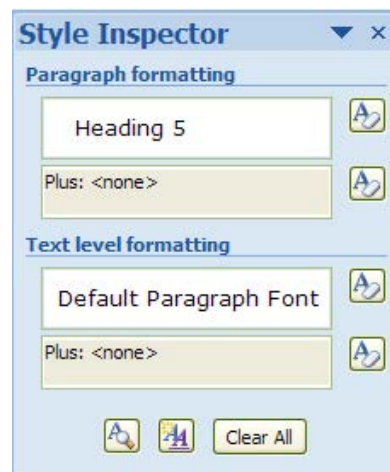 Style Inspector
Paragraph formatting
Heading 5
Plus: <none>
Text level formatting
Default Paragraph Font
Plus: <none>
Clear All